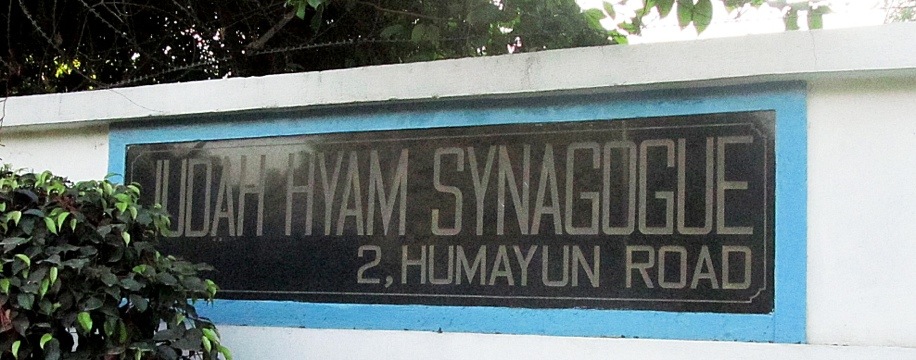 JUDAH HYAM SYNAGOGUE
2, HUMAYUN ROAD